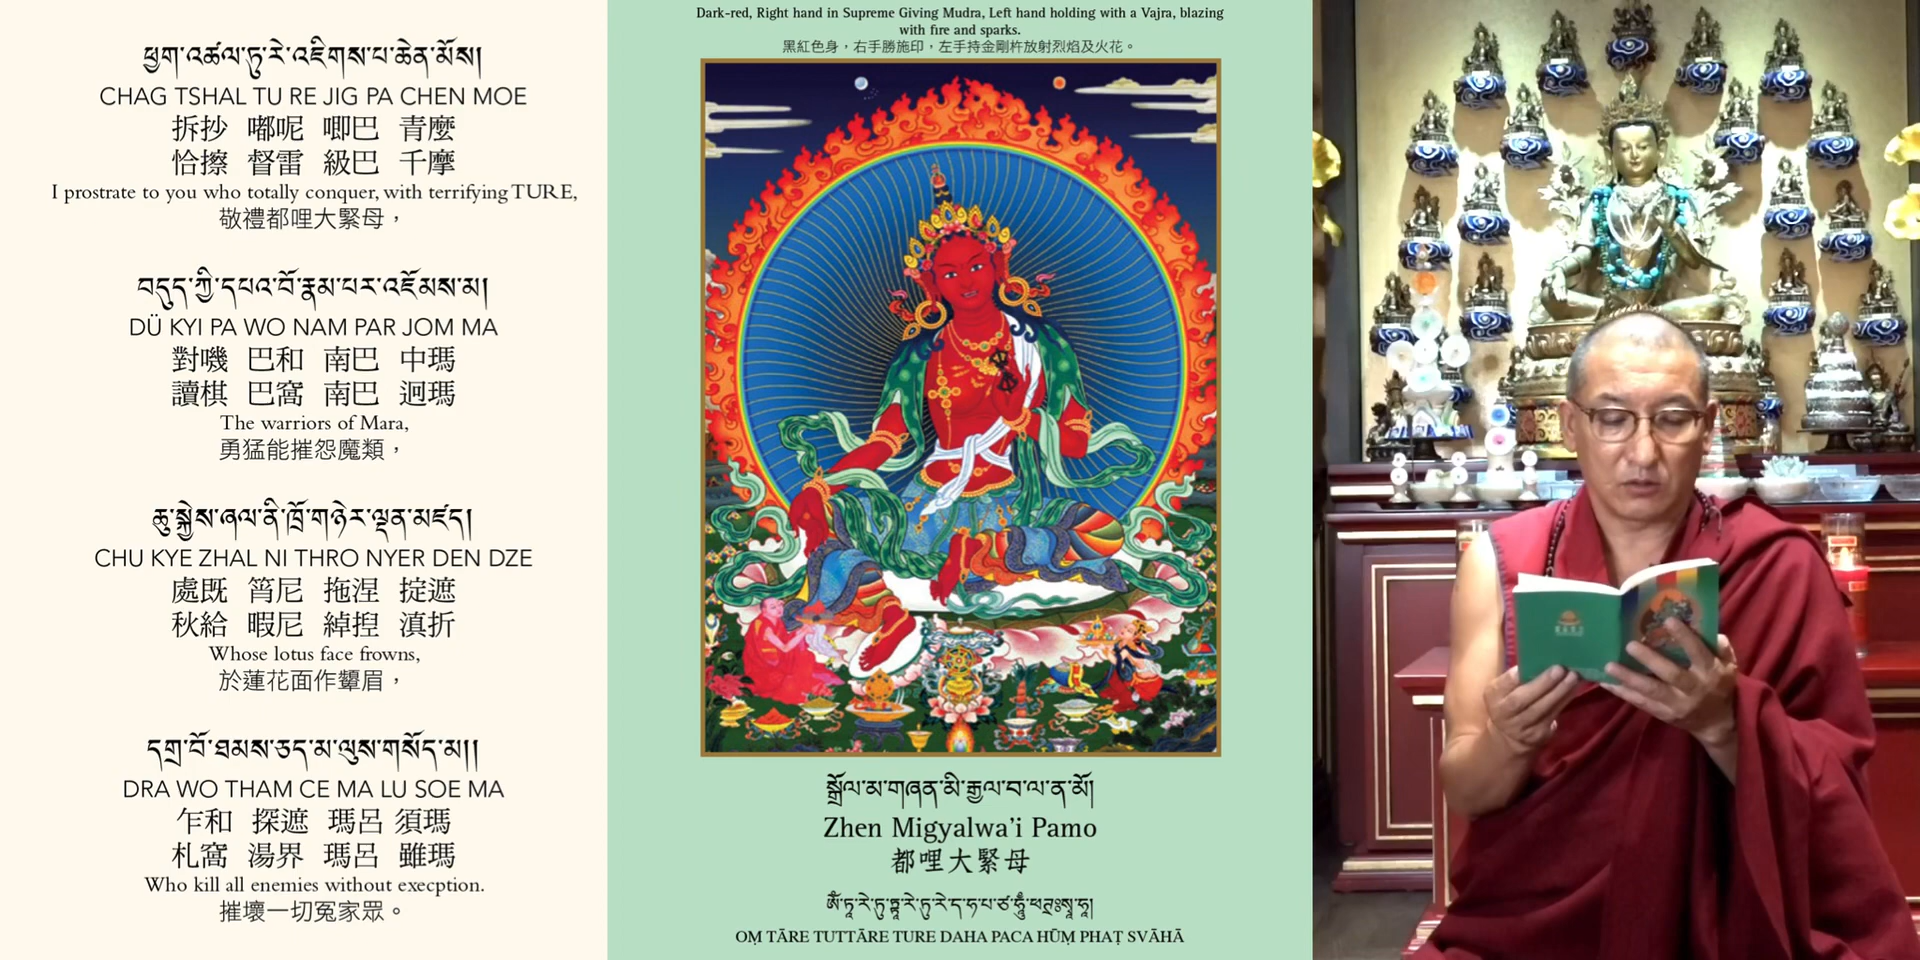 ཕྱག་འཚལ་ཏུ་རེ་འཇིགས་པ་ཆེན་མོས།
CHAG TSHAL TU RE JIG PA CHEN MOE
拆抄 嘟呢 唧巴 青麼
恰擦 督雷 級巴 千摩
I prostrate to you who totally conquer, with terrifying TURE,
敬禮都哩大緊母，
བདུད་ཀྱི་དཔའ་བོ་རྣམ་པར་འཇོམས་མ།
DÜ KYI PA WO NAM PAR JOM MA
對嘰 巴和 南巴 中瑪
讀棋 巴窩 南巴 迥瑪
The warriors of Mara,
勇猛能摧怨魔類，
ཆུ་སྐྱེས་ཞལ་ནི་ཁྲོ་གཉེར་ལྡན་མཛད།
CHU KYE ZHAL NI THRO NYER DEN DZE
處既 筲尼 拖涅 掟遮
秋給 暇尼 綽揑 滇折
Whose lotus face frowns,
於蓮花面作顰眉，
དགྲ་བོ་ཐམས་ཅད་མ་ལུས་གསོད་མ།།
DRA WO THAM CE MA LU SOE MA
乍和 探遮 瑪呂 須瑪
札窩 湯界 瑪呂 雖瑪
Who kill all enemies without execption.
摧壞一切冤家眾。
Dark-red, Right hand in Supreme Giving Mudra, Left hand holding with a Vajra, blazing
with fire and sparks.
黑紅色身，右手勝施印，左手持金剛杵放射烈焰及火花。
སྒྲོལ་མ་གཞན་མི་རྒྱལ་བ་ལ་ན་མོ།
Zhen Migyalwa’i Pamo
都哩大緊母
ཨོཾ་ཏཱ་རེ་ཏུ་ཏྟཱ་རེ་ཏུ་རེ་ད་ཧ་པ་ཙ་ཧཱུྃ་ཕཊ྄་སྭཱ་ཧཱ།
OṂ TĀRE TUTTĀRE TURE DAHA PACA HŪṂ PHAṬ SVĀHĀ